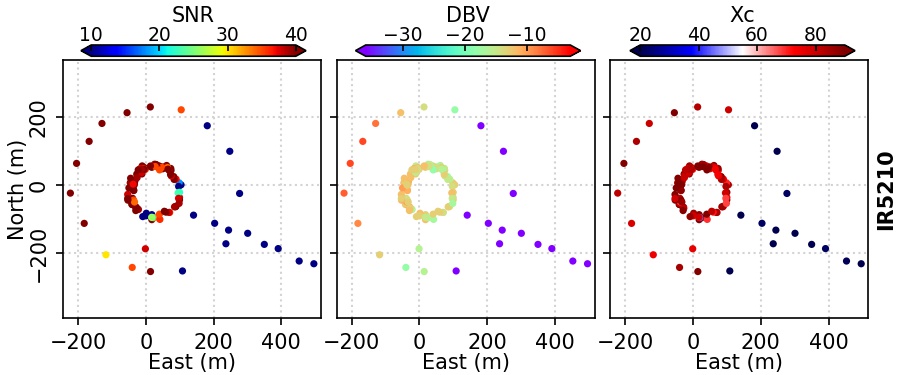 SNR DBV Xc
10 20 30 40 −30 −20 −10 20 40 60 80
200
0
−200
North (m)
IR5210
−200 0 200 400 −200 0 200 400 −200 0 200 400
East (m) East (m) East (m)